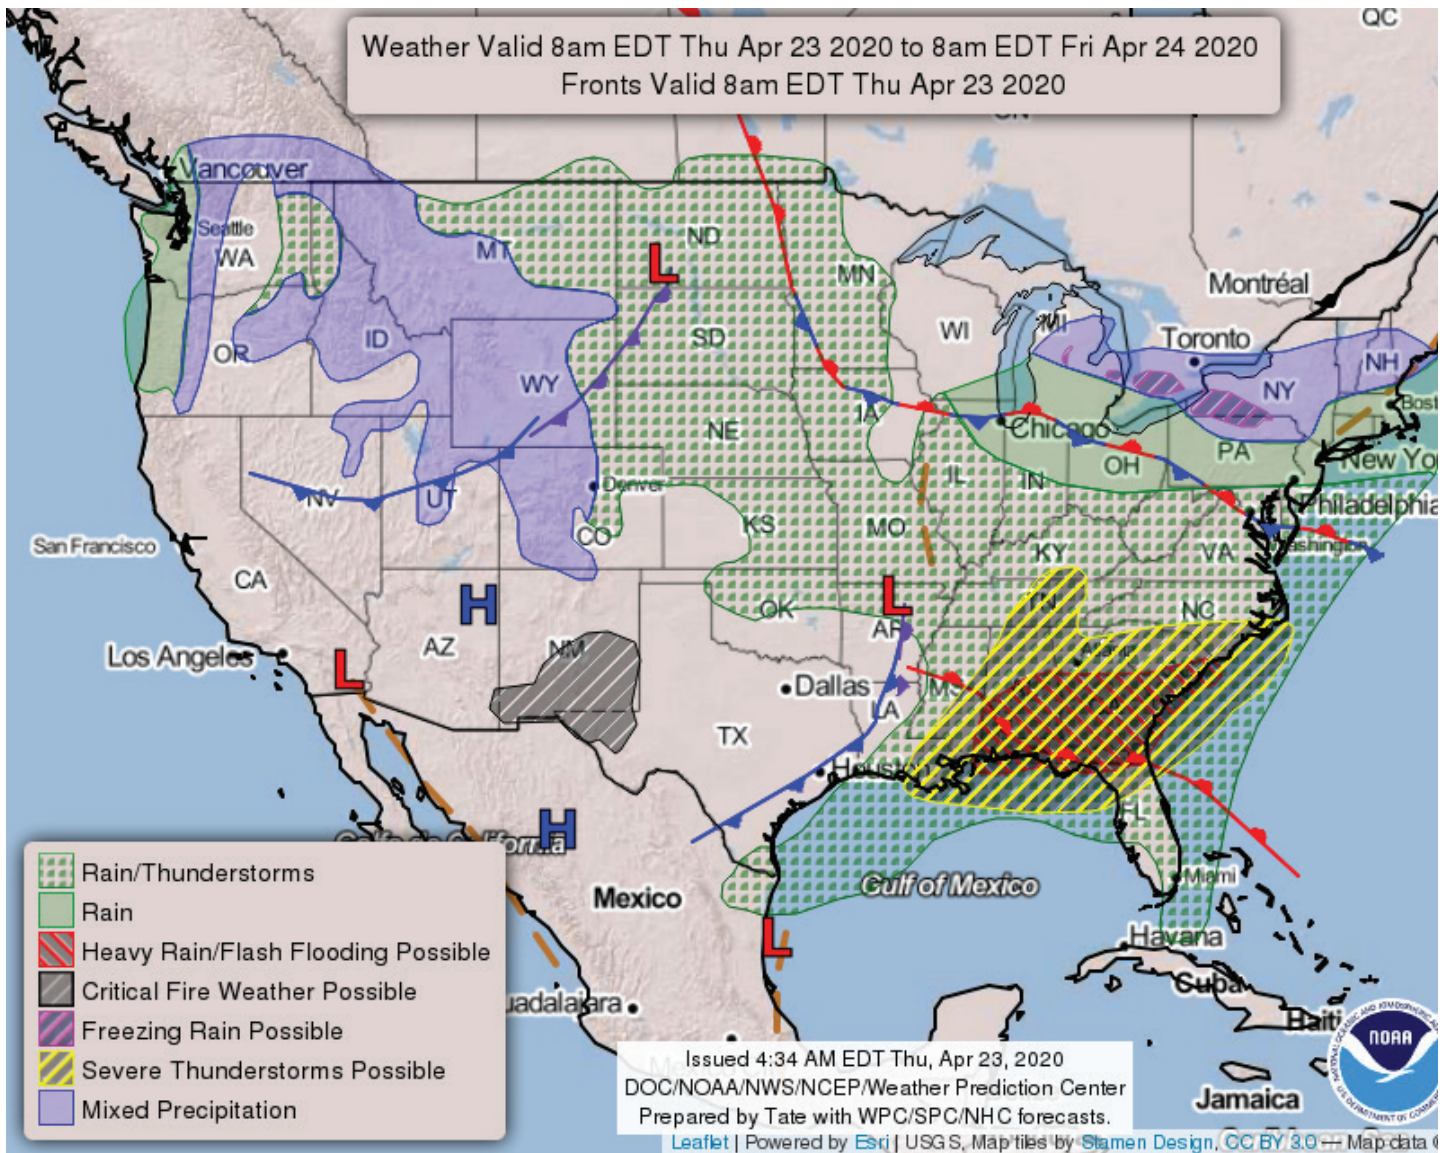 QC
Weather Valid 8am EDT Thu Apr 23 2020 to 8am EDT Fri Apr 24 2020
Fronts Valid 8am EDT Thu Apr 23 2020
Vancouver
Seattle
WA
MT
ND
MN
L
Montréal
OR
ID
SD
WI
MI
Toronto
NH
WY
NY
IA
Chicago
NE
OH
PA
New Yo
IL
IN
Denver
NV
UT
CO
KS
MO
Philadelphia
San Francisco
KY
VA
CA
H
L
OK
TN
NC
Los Angeles
AZ
NM
AR
L
Dallas
MS
LA
TX
Houston
FL
H
Miami
Gulf of Mexico
Mexico
L
Havana
Cuba
Haiti
Rain/Thunderstorms
Rain
Heavy Rain/Flash Flooding Possible
Critical Fire Weather Possible
Freezing Rain Possible
Severe Thunderstorms Possible
Mixed Precipitation
uadalajara
Issued 4:34 AM EDT Thu, Apr 23, 2020
DOC/NOAA/NWS/NCEP/Weather Prediction Center
Prepared by Tate with WPC/SPC/NHC forecasts.
NOAA
Jamaica
Leaflet | Powered by Esri | USGS, Map tiles by Stamen Design, CC BY 3.0 — Map data ©